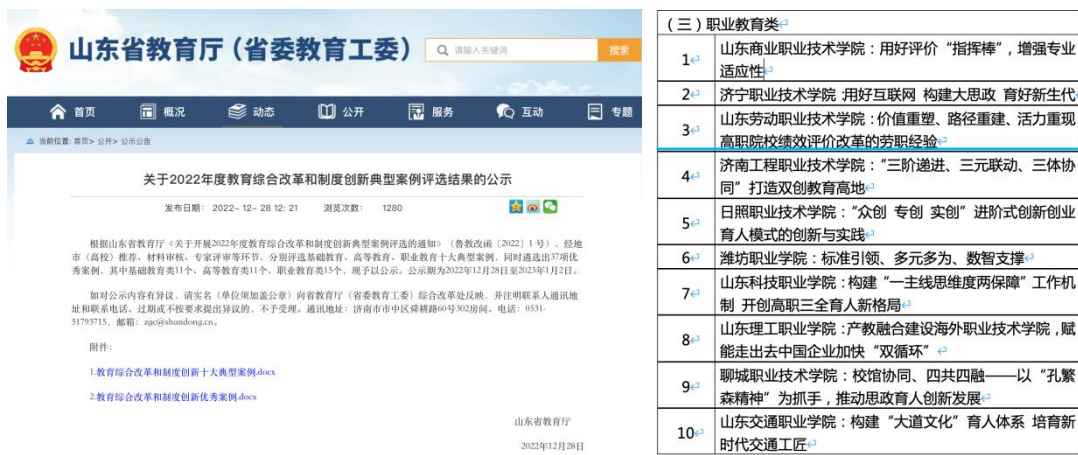 山东省教育厅（省委教育工委）
请输入关键词
搜索
首页
概况
动态
公开
服务
互动
专题
当前位置: 首页> 公开> 公示公告
关于2022年度教育综合改革和制度创新典型案例评选结果的公示
发布日期： 2022- 12- 28 12: 21 浏览次数： 1280
根据山东省教育厅《关于开展2022年度教育综合改革和制度创新典型案例评选的通知》（鲁教改函〔2022〕1 号），经地
市（高校）推荐、材料审核、专家评审等环节，分别评选基础教育、高等教育、职业教育十大典型案例，同时遴选出37项优
秀案例，其中基础教育类11个、高等教育类11个、职业教育类15个，现予以公示。公示期为2022年12月28日至2023年1月2日。
如对公示内容有异议，请实名（单位须加盖公章）向省教育厅（省委教育工委）综合改革处反映，并注明联系人通讯地
址和联系电话。过期或不按要求提出异议的，不予受理。通讯地址：济南市市中区舜耕路60号302房间。电话：0531-
51793715、邮箱：zgc@shandong.cn。
附件：
1.教育综合改革和制度创新十大典型案例.docx
2.教育综合改革和制度创新优秀案例.docx
山东省教育厅
2022年12月28日
（三）职业教育类
1 山东商业职业技术学院：用好评价“指挥棒”，增强专业
适应性
2 济宁职业技术学院:用好互联网 构建大思政 育好新生代
3 山东劳动职业技术学院：价值重塑、路径重建、活力重现
高职院校绩效评价改革的劳职经验
4 济南工程职业技术学院：“三阶递进、三元联动、三体协
同”打造双创教育高地
5 日照职业技术学院：“众创 专创 实创”进阶式创新创业
育人模式的创新与实践
6 潍坊职业学院：标准引领、多元多为、数智支撑
7 山东科技职业学院：构建“一主线思维度两保障”工作机
制 开创高职三全育人新格局
8 山东理工职业学院：产教融合建设海外职业技术学院，赋
能走出去中国企业加快“双循环”
9 聊城职业技术学院：校馆协同、四共四融——以“孔繁
森精神”为抓手，推动思政育人创新发展
10 山东交通职业学院：构建“大道文化”育人体系 培育新
时代交通工匠